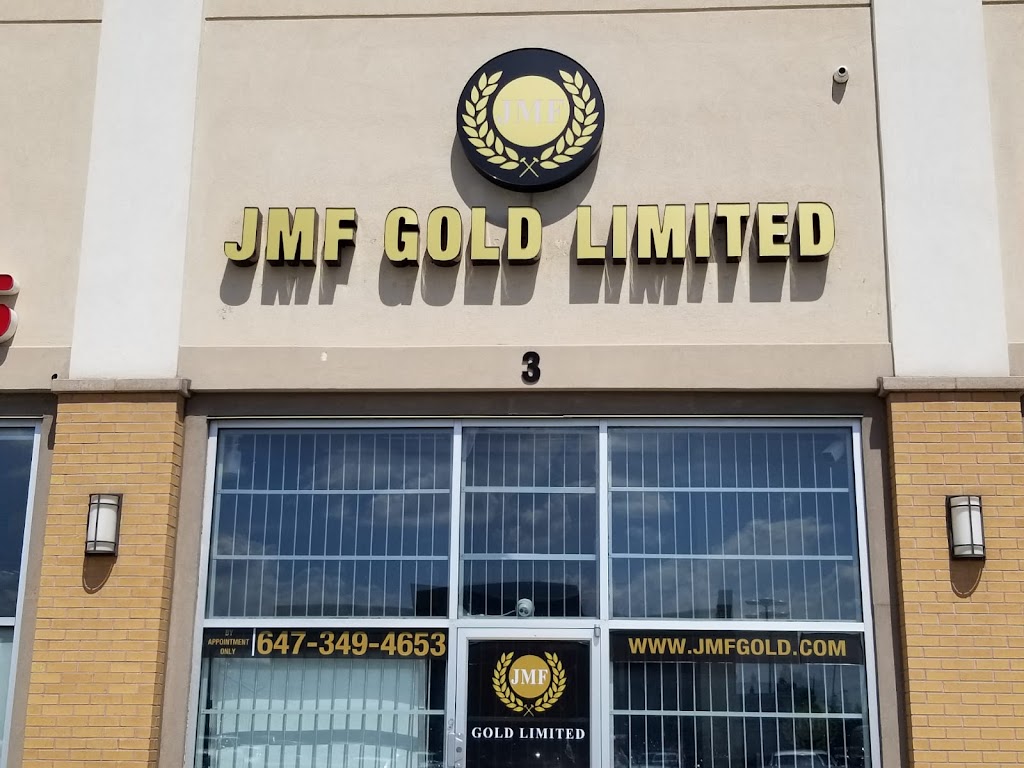 JMF
JMF GOLD LIMITED
3
BY
APPOINTMENT
ONLY
647-349-4653
WWW.JMFGOLD.COM
JMF
GOLD LIMITED